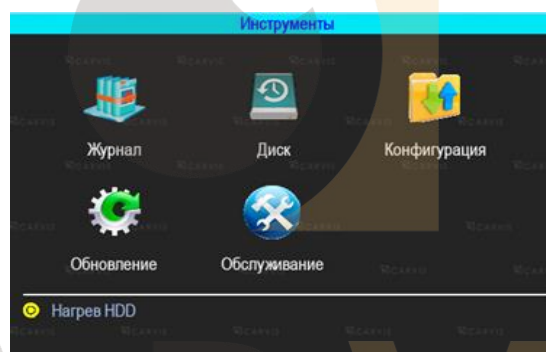 Инструменты
Журнал
Диск
Конфигурация
Обновление
Обслуживание
Нагрев HDD